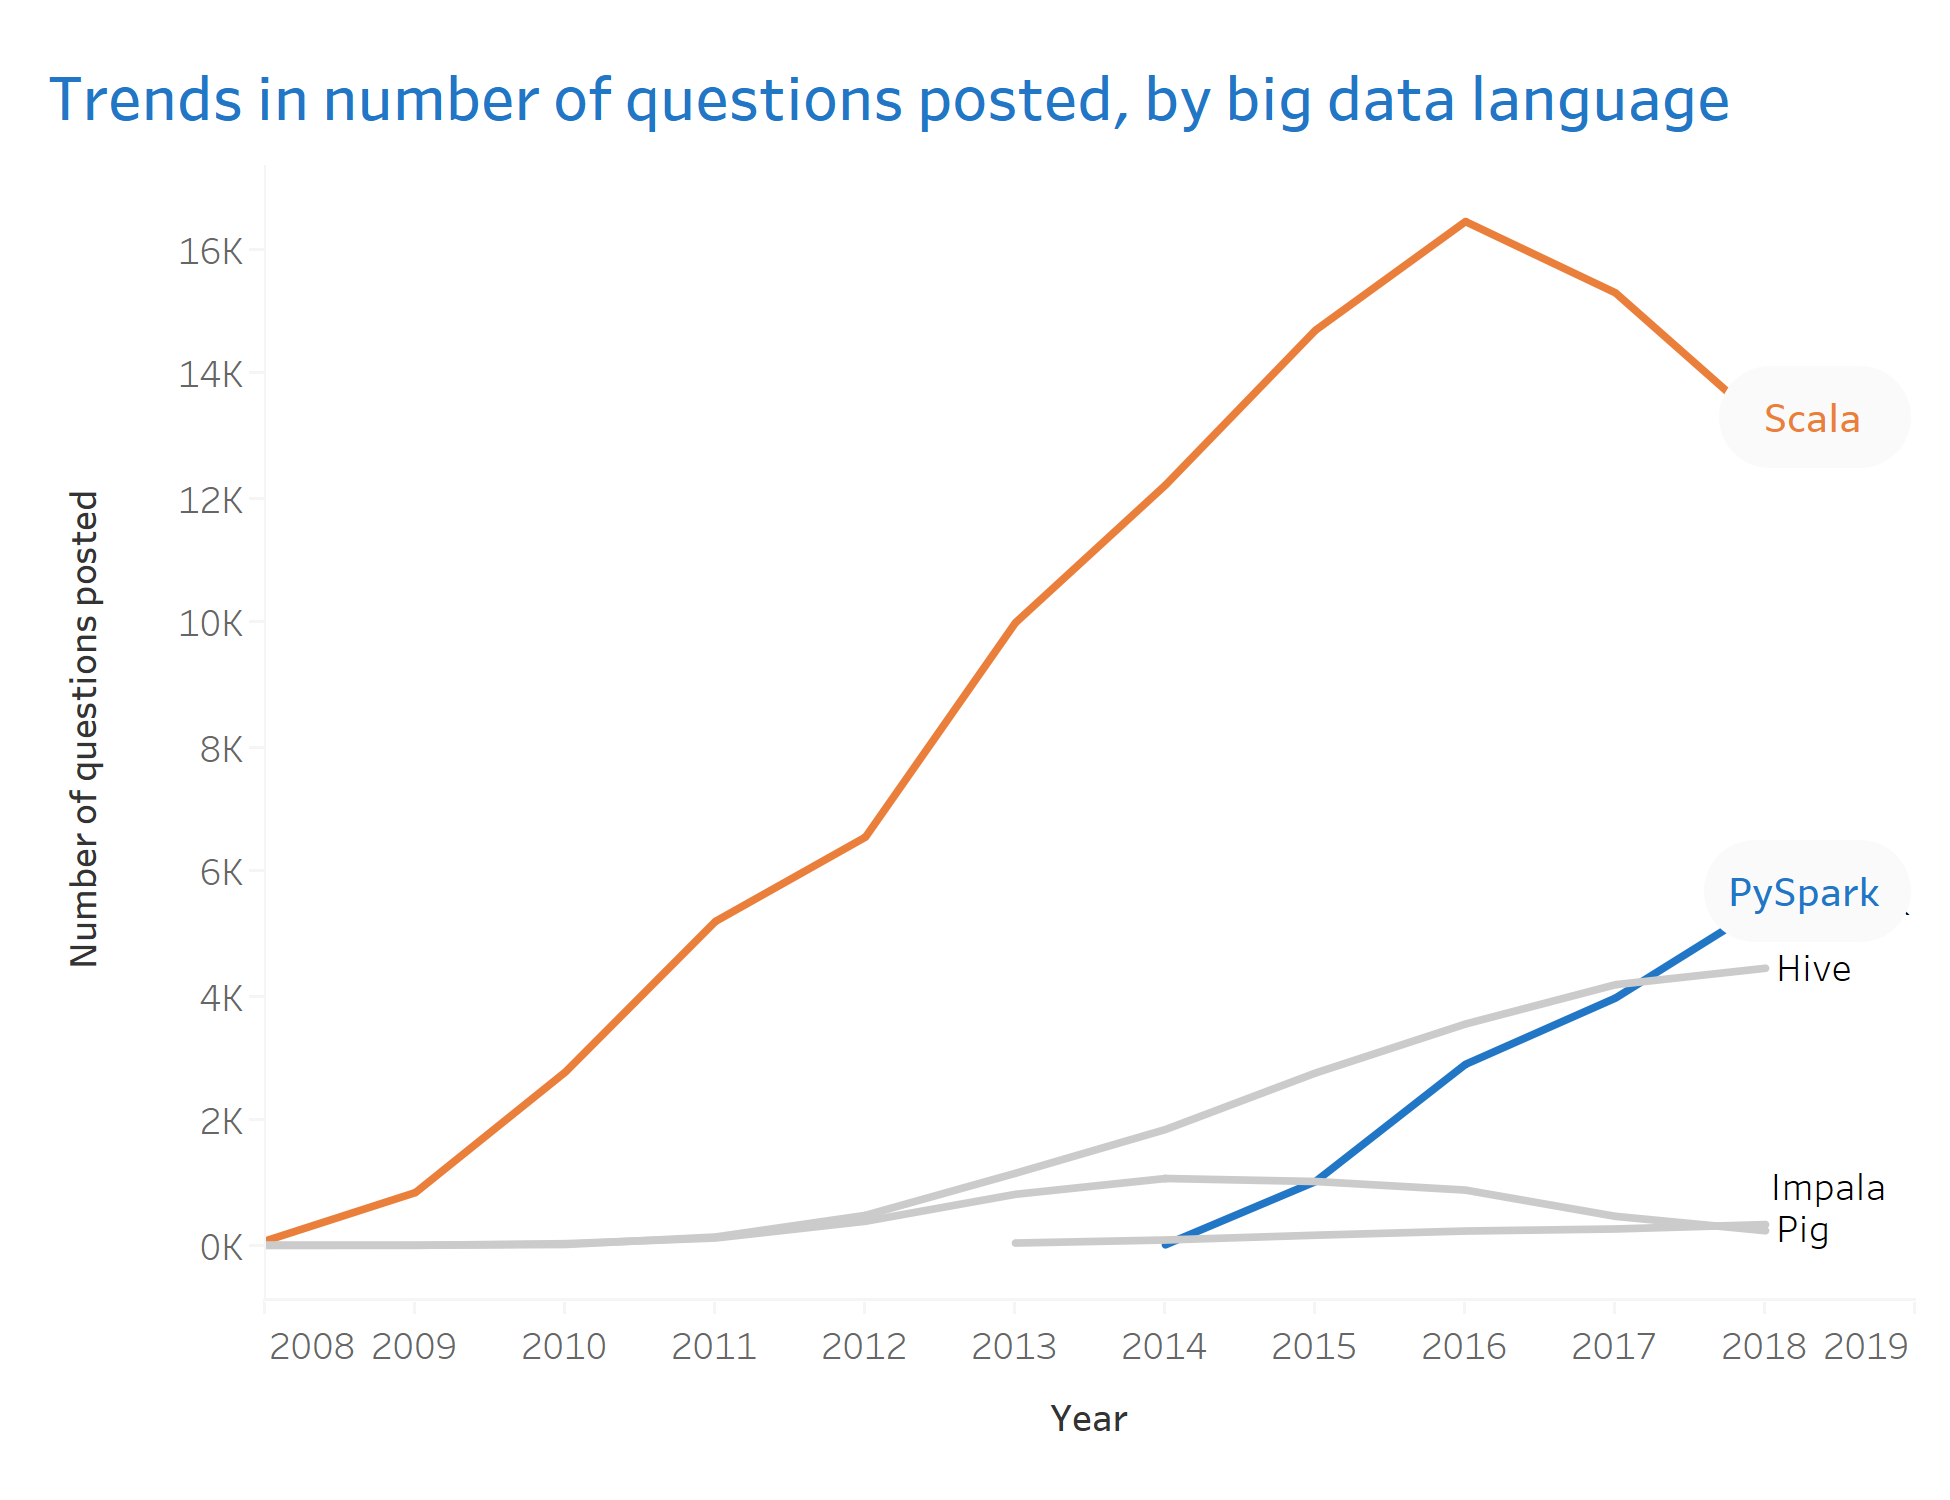 Trends in number of questions posted, by big data language
Number of questions posted
16K
14K
12K
10K
8K
6K
4K
2K
0K
Scala
PySpark
Hive
Impala
Pig
2008 2009 2010 2011 2012 2013 2014 2015 2016 2017 2018 2019
Year